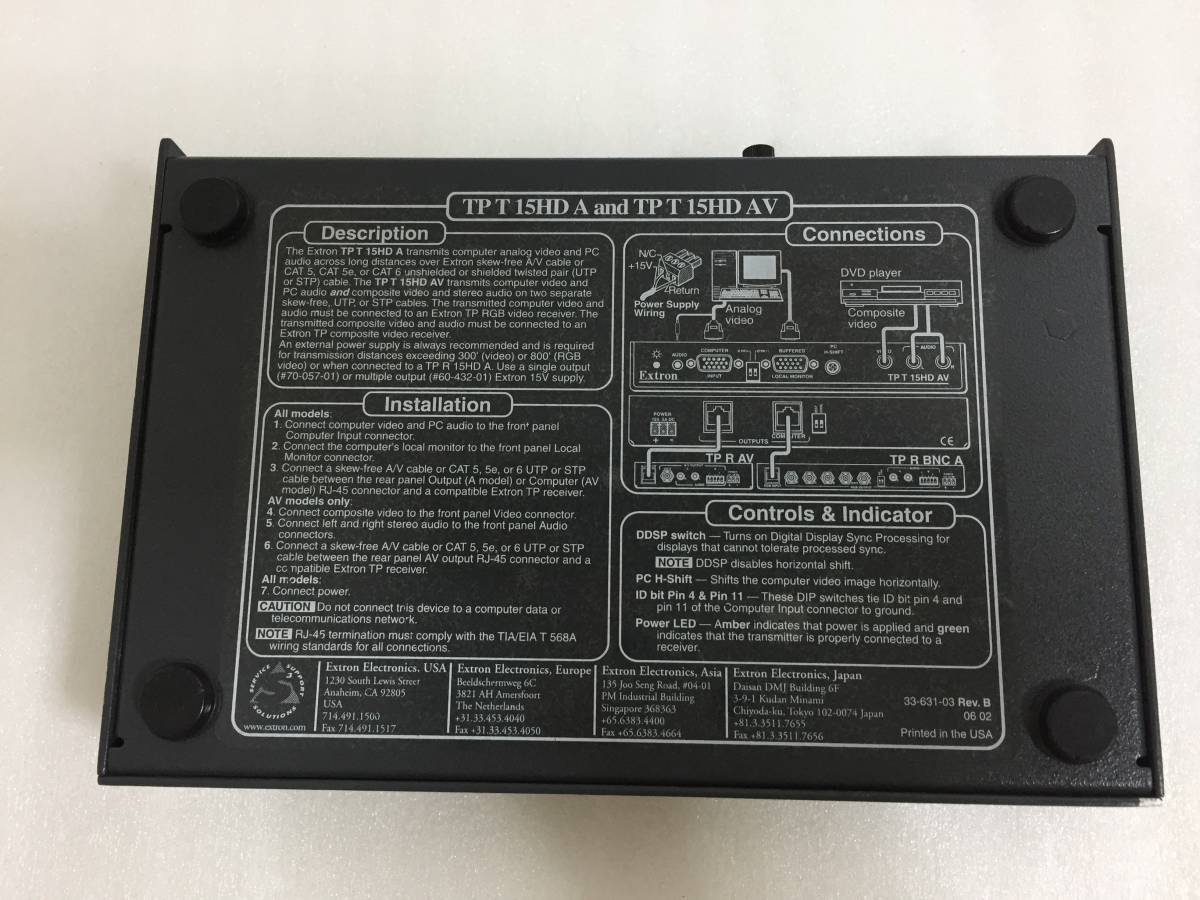 TP T 15HD A and TP T 15HD AV
Description
The Extron TP T 15HD A transmits computer analog video and PC
audio across long distances over Extron skew-free A/V cable or
CAT 5, CAT 5e, or CAT 6 unshielded or shielded twisted pair (UTP
or STP) cable. The TP T 15HD AV transmits computer video and
PC audio and composite video and stereo audio on two separate
skew-free, UTP, or STP cables. The transmitted computer video and
audio must be connected to an Extron TP RGB video receiver. The
transmitted composite video and audio must be connected to an
Extron TP composite video receiver.
An external power supply is always recommended and is required
for transmission distances exceeding 300' (video) or 800' (RGB
video) or when connected to a TP R 15HD A. Use a single output
(#70-057-01) or multiple output (#60-432-01) Extron 15V supply.
Installation
All models:
1. Connect computer video and PC audio to the front panel
Computer Input connector.
2. Connect the computer's local monitor to the front panel Local
Monitor connector.
3. Connect a skew-free A/V cable or CAT 5, 5e, or 6 UTP or STP
cable between the rear panel Output (A model) or Computer (AV
model) RJ-45 connector and a compatible Extron TP receiver.
AV models only:
4. Connect composite video to the front panel Video connector.
5. Connect left and right stereo audio to the front panel Audio
connectors.
6. Connect a skew-free A/V cable or CAT 5, 5e, or 6 UTP or STP
cable between the rear panel AV output RJ-45 connector and a
compatible Extron TP receiver.
All models:
7. Connect power.
CAUTION Do not connect this device to a computer data or
telecommunications network.
NOTE RJ-45 termination must comply with the TIA/EIA T 568A
wiring standards for all connections.
Connections
N/C
+15V
Return
Power Supply
Wiring
Analog
video
DVD player
Composite
video
AUDIO
COMPUTER
INPUT
BUFFERED
LOCAL MONITOR
PC
H-SHIFT
VIDEO
AUDIO
L
R
Extron
TP T 15HD AV
POWER
OUTPUTS
COMPUTER
CE
TP R AV
TP R BNC A
Controls & Indicator
DDSP switch — Turns on Digital Display Sync Processing for
displays that cannot tolerate processed sync.
NOTE DDSP disables horizontal shift.
PC H-Shift — Shifts the computer video image horizontally.
ID bit Pin 4 & Pin 11 — These DIP switches tie ID bit pin 4 and
pin 11 of the Computer Input connector to ground.
Power LED — Amber indicates that power is applied and green
indicates that the transmitter is properly connected to a
receiver.
SERVICE SUPPORT SOLUTIONS
www.extron.com
Extron Electronics, USA
1230 South Lewis Street
Anaheim, CA 92805
USA
714.491.1500
Fax 714.491.1517
Extron Electronics, Europe
Beeldschermweg 6C
3821 AH Amersfoort
The Netherlands
+31.33.453.4040
Fax +31.33.453.4050
Extron Electronics, Asia
135 Joo Seng Road, #04-01
PM Industrial Building
Singapore 368363
+65.6383.4400
Fax +65.6383.4664
Extron Electronics, Japan
Daisan DMJ Building 6F
3-9-1 Kudan Minami
Chiyoda-ku, Tokyo 102-0074 Japan
+81.3.3511.7655
Fax +81.3.3511.7656
33-631-03 Rev. B
06 02
Printed in the USA